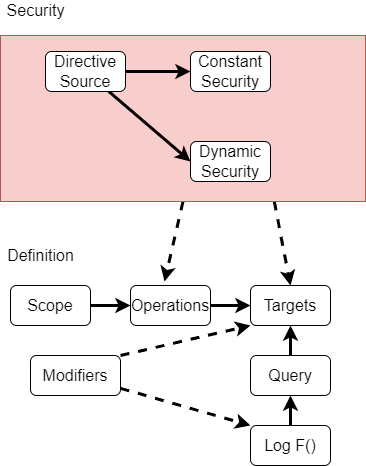 Security
Directive
Source
Constant
Security
Dynamic
Security
Definition
Scope
Operations
Targets
Modifiers
Query
Log F()